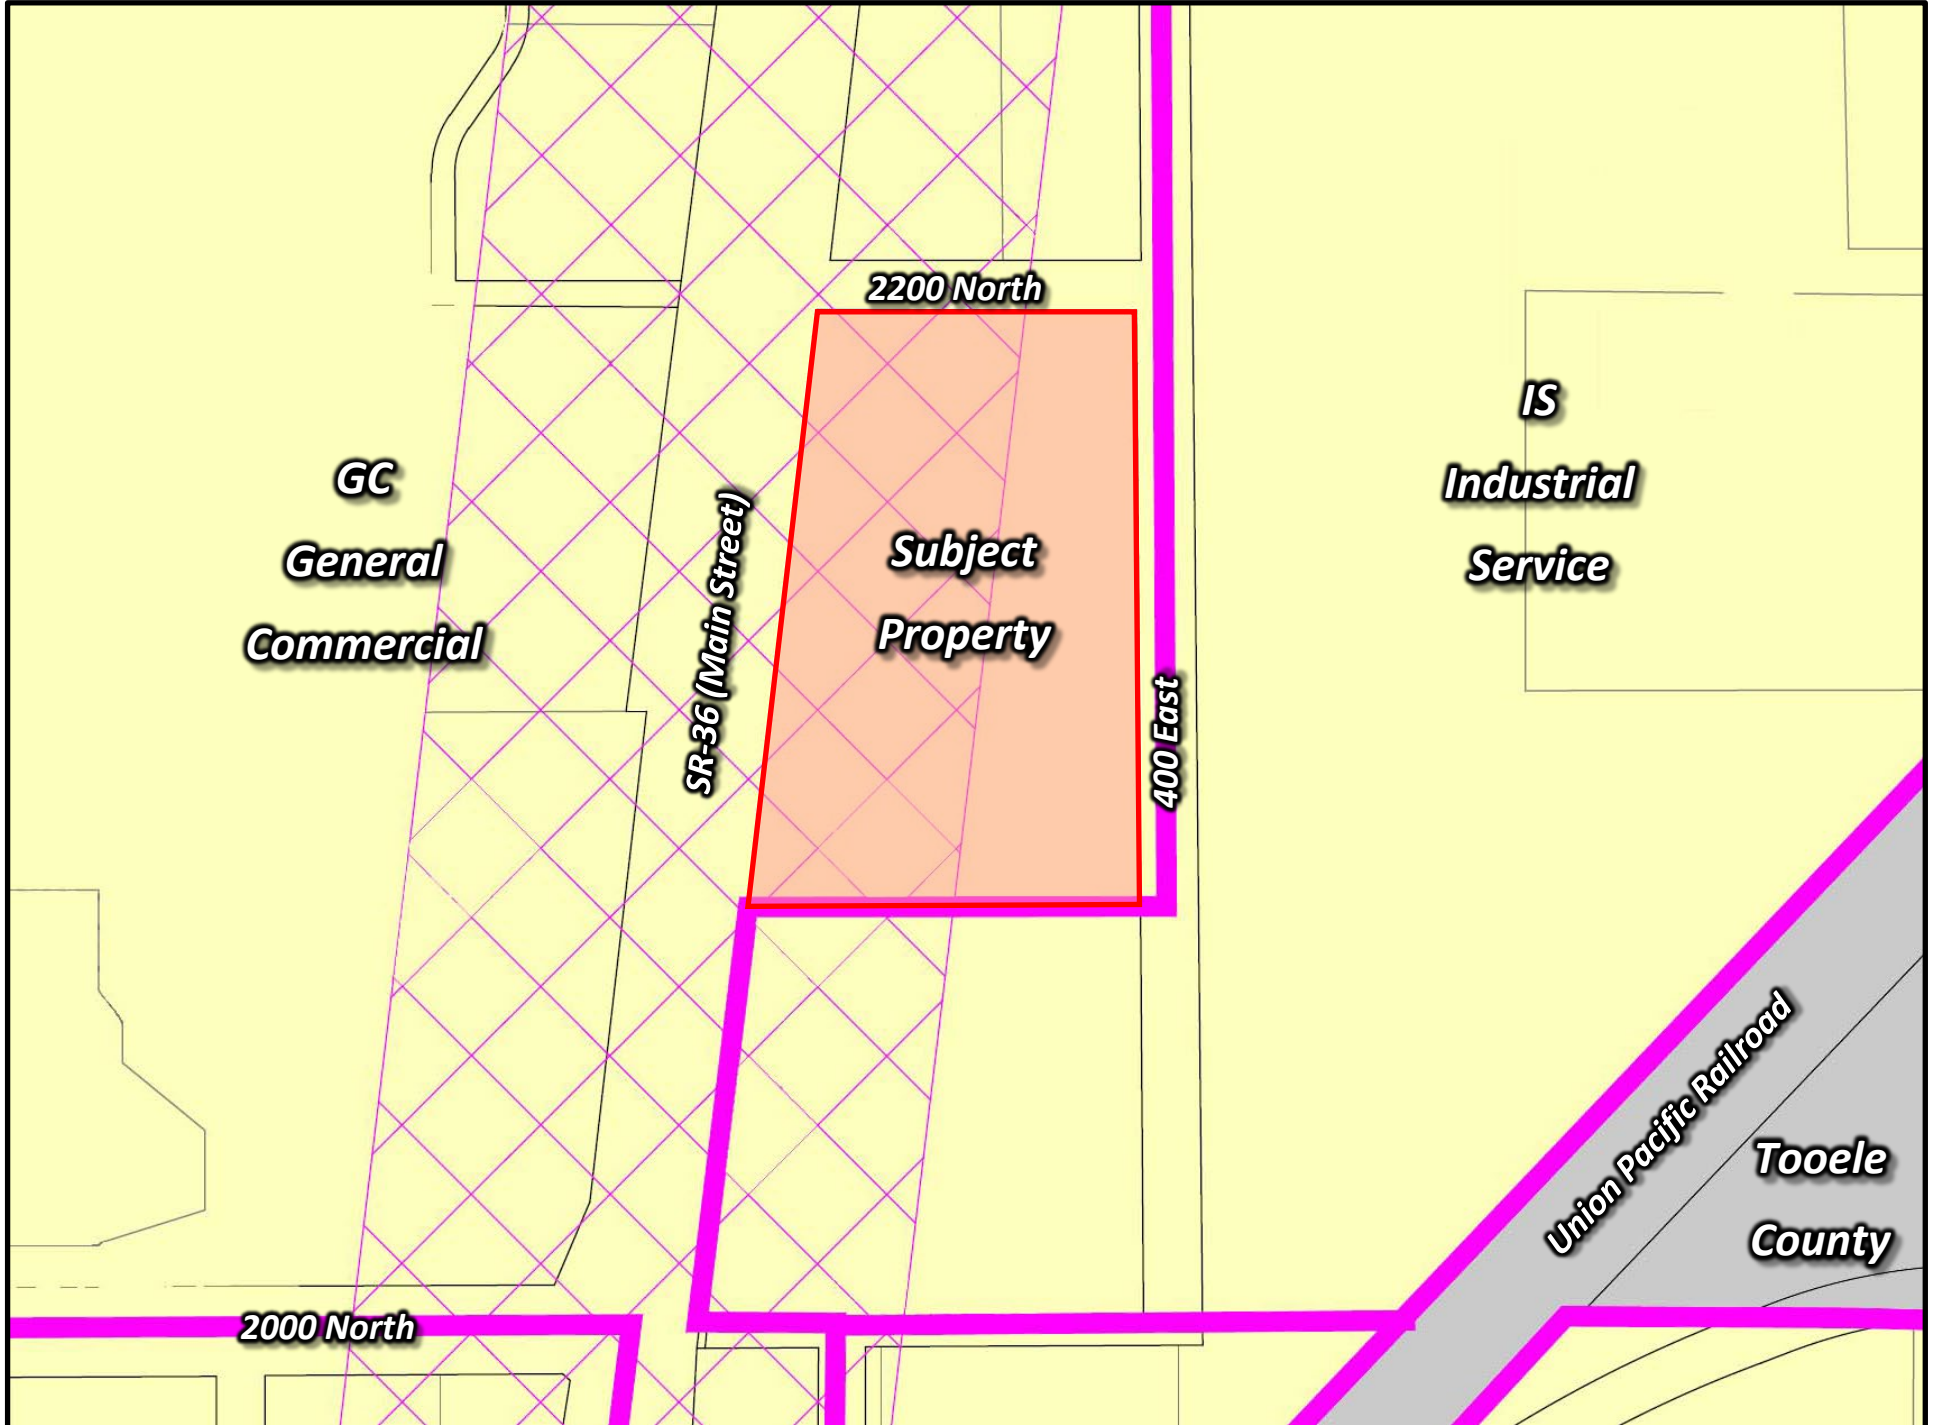 2200 North
GC
General
Commercial
SR-36 (Main Street)
Subject
Property
400 East
IS
Industrial
Service
Union Pacific Railroad
Tooele
County
2000 North